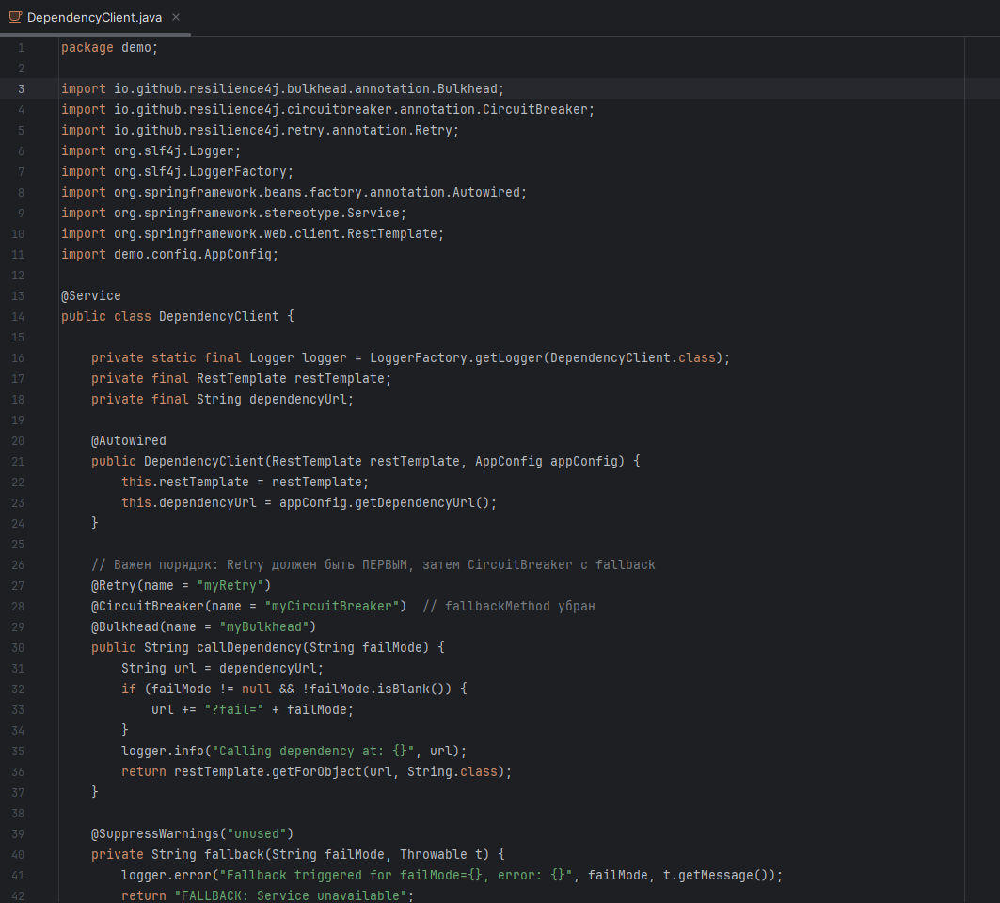 DependencyClient.java ×
1 package demo;
2
3 import io.github.resilience4j.bulkhead.annotation.Bulkhead;
4 import io.github.resilience4j.circuitbreaker.annotation.CircuitBreaker;
5 import io.github.resilience4j.retry.annotation.Retry;
6 import org.slf4j.Logger;
7 import org.slf4j.LoggerFactory;
8 import org.springframework.beans.factory.annotation.Autowired;
9 import org.springframework.stereotype.Service;
10 import org.springframework.web.client.RestTemplate;
11 import demo.config.AppConfig;
12
13 @Service
14 public class DependencyClient {
15
16     private static final Logger logger = LoggerFactory.getLogger(DependencyClient.class);
17     private final RestTemplate restTemplate;
18     private final String dependencyUrl;
19
20     @Autowired
21     public DependencyClient(RestTemplate restTemplate, AppConfig appConfig) {
22         this.restTemplate = restTemplate;
23         this.dependencyUrl = appConfig.getDependencyUrl();
24     }
25
26     // Важен порядок: Retry должен быть ПЕРВЫМ, затем CircuitBreaker с fallback
27     @Retry(name = "myRetry")
28     @CircuitBreaker(name = "myCircuitBreaker")  // fallbackMethod убран
29     @Bulkhead(name = "myBulkhead")
30     public String callDependency(String failMode) {
31         String url = dependencyUrl;
32         if (failMode != null && !failMode.isBlank()) {
33             url += "?fail=" + failMode;
34         }
35         logger.info("Calling dependency at: {}", url);
36         return restTemplate.getForObject(url, String.class);
37     }
38
39     @SuppressWarnings("unused")
40     private String fallback(String failMode, Throwable t) {
41         logger.error("Fallback triggered for failMode={}, error: {}", failMode, t.getMessage());
42         return "FALLBACK: Service unavailable";